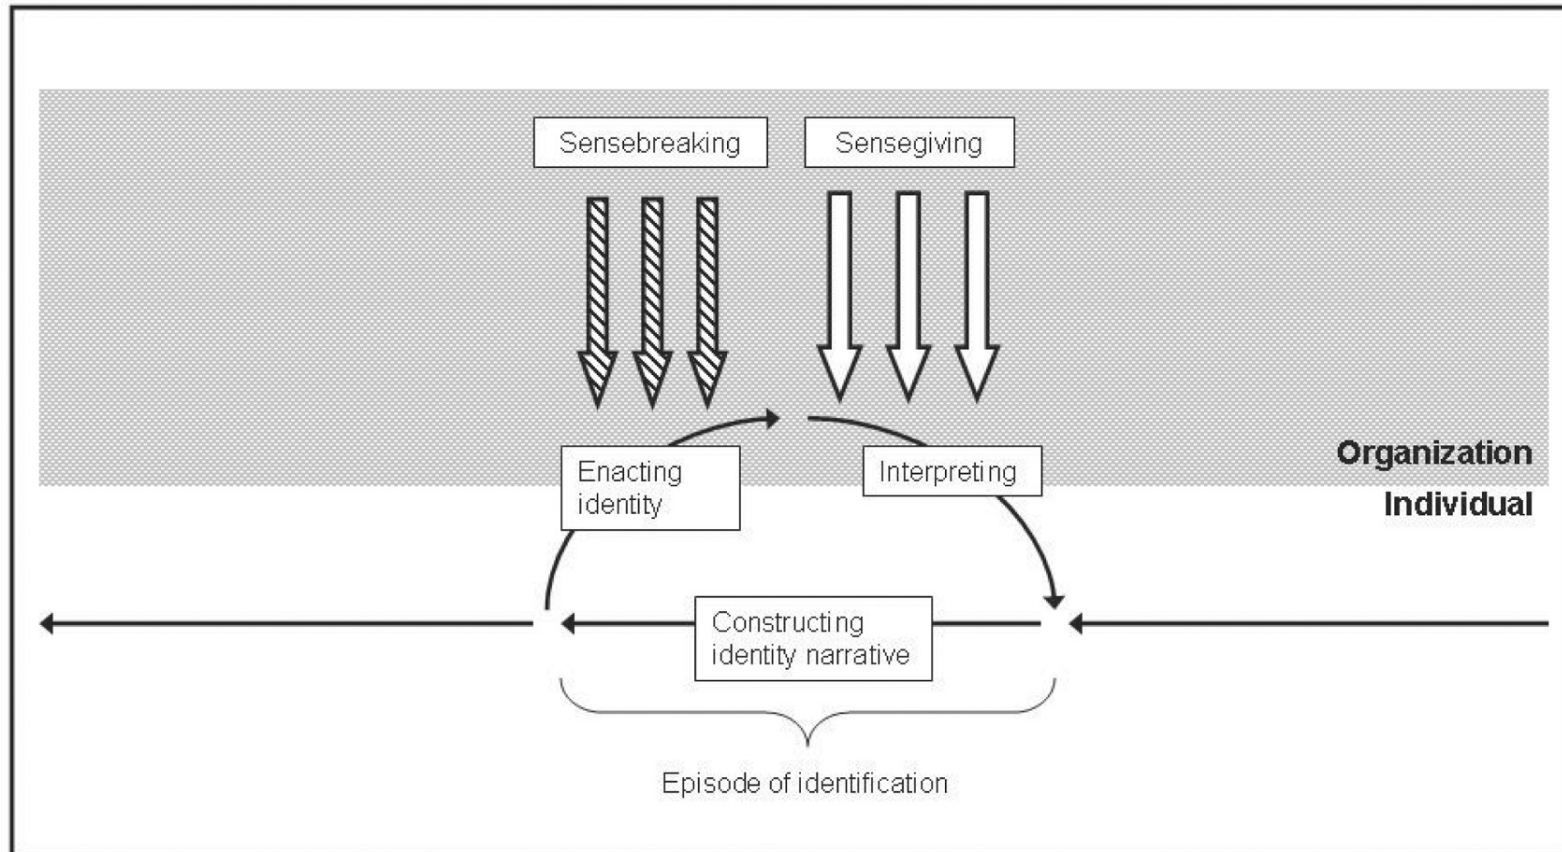 Sensebreaking
Sensegiving
Enacting
identity
Interpreting
Organization
Individual
Constructing
identity narrative
Episode of identification